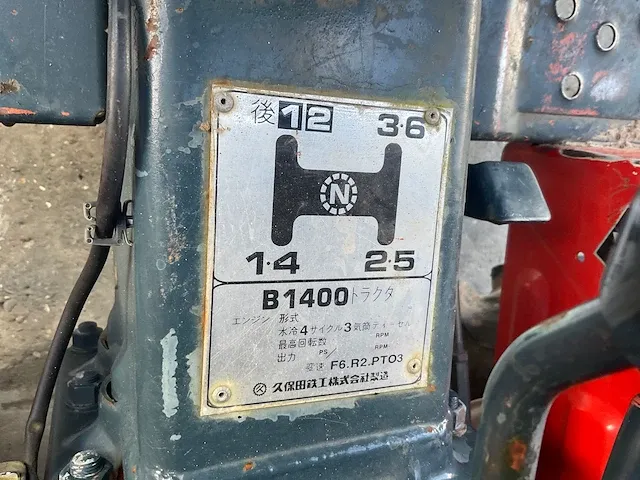 後12 3·6
N
1·4 2·5
B1400トラクタ
エンジン 形式
水冷4サイクル3気筒ディーゼル
最高回転数 RPM
出力 PS/ RPM
変速 F6.R2.PTO3
久保田鉄工株式会社製造